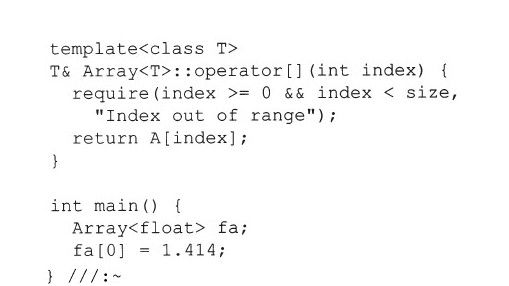 template<class T>
T& Array<T>::operator[](int index) {
  require(index >= 0 && index < size,
    "Index out of range");
  return A[index];
}
int main() {
  Array<float> fa;
  fa[0] = 1.414;
} ///:~